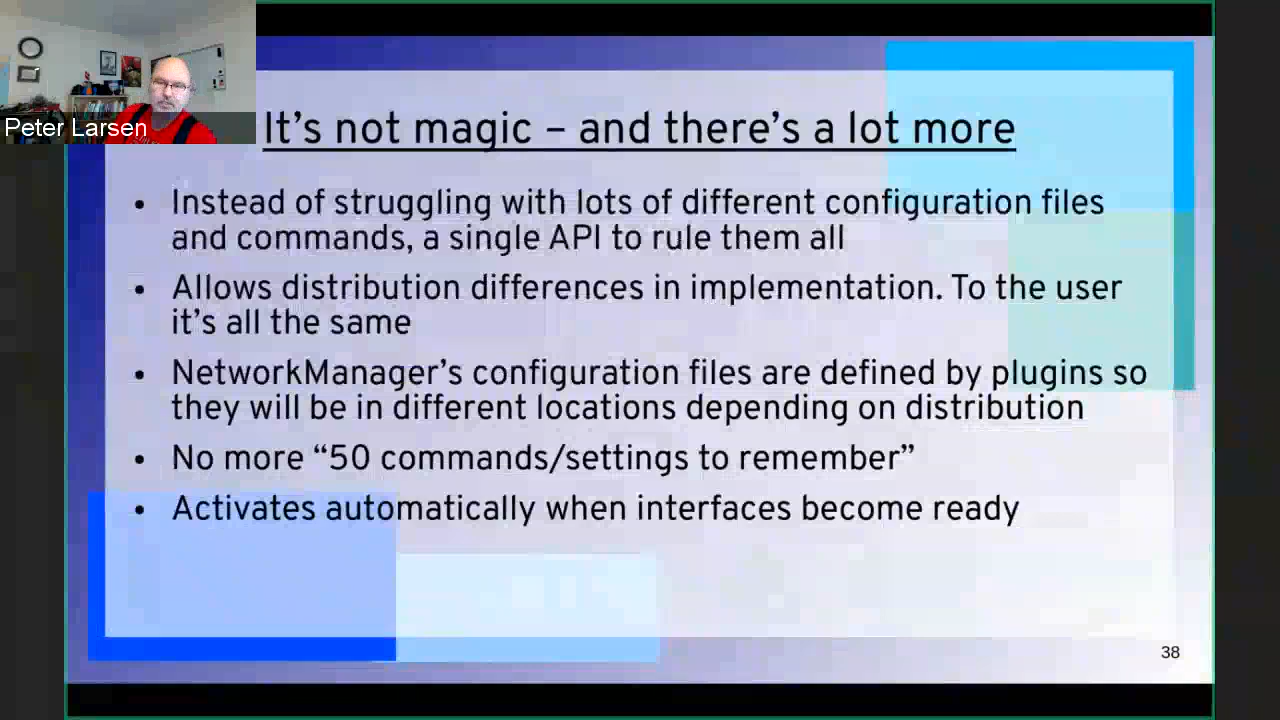 Peter Larsen
It's not magic – and there's a lot more
• Instead of struggling with lots of different configuration files
and commands, a single API to rule them all
• Allows distribution differences in implementation. To the user
it's all the same
• NetworkManager's configuration files are defined by plugins so
they will be in different locations depending on distribution
• No more “50 commands/settings to remember”
• Activates automatically when interfaces become ready
38